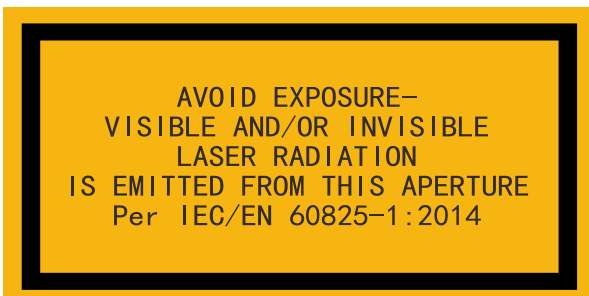 AVOID EXPOSURE-
VISIBLE AND/OR INVISIBLE
LASER RADIATION
IS EMITTED FROM THIS APERTURE
Per IEC/EN 60825-1:2014